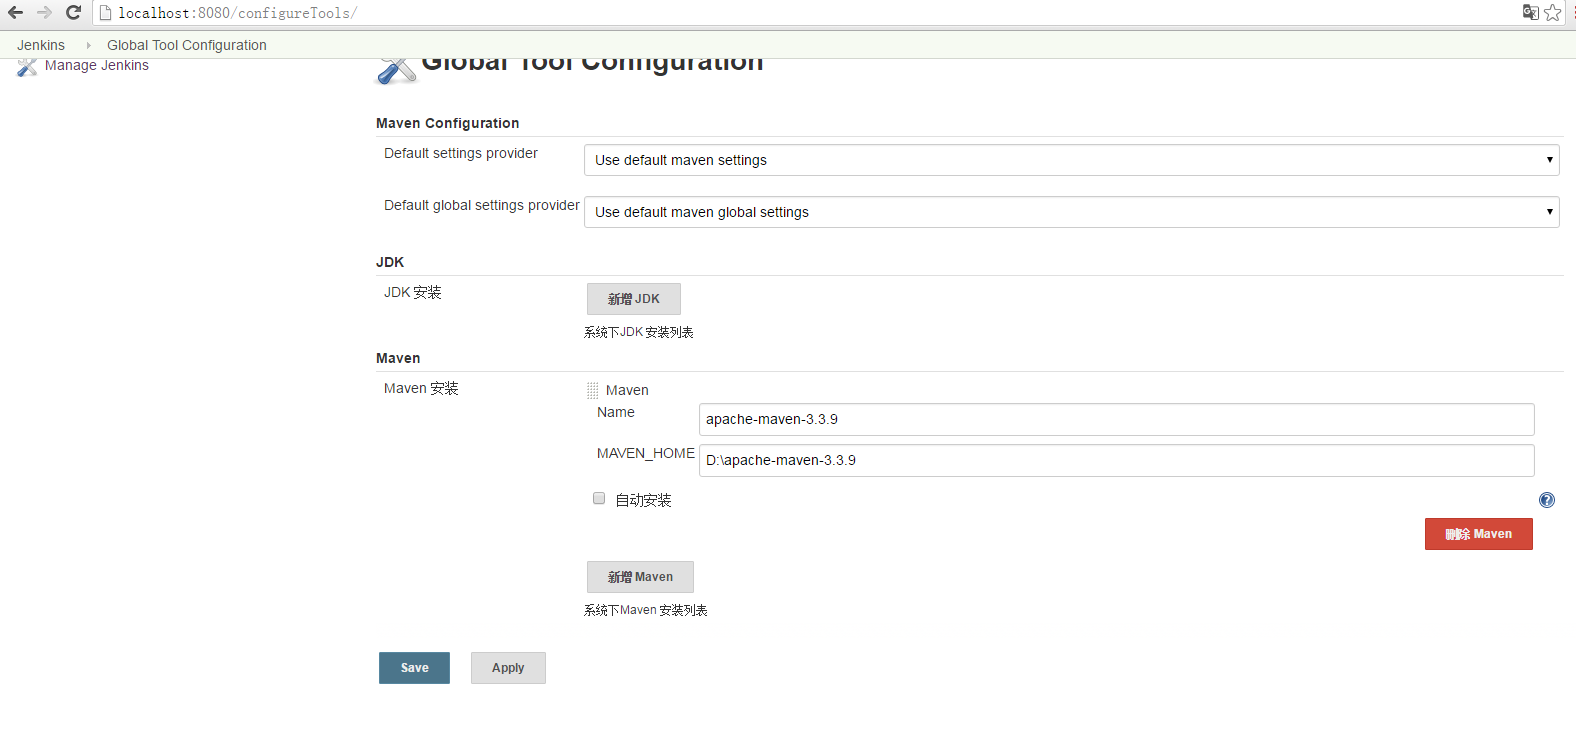 localhost:8080/configureTools/
Jenkins Global Tool Configuration
Manage Jenkins
Global Tool Configuration
Maven Configuration
Default settings provider Use default maven settings
Default global settings provider Use default maven global settings
JDK
JDK 安装 新增 JDK
系统下JDK 安装列表
Maven
Maven 安装 Maven
Name apache-maven-3.3.9
MAVEN_HOME D:\apache-maven-3.3.9
自动安装
删除 Maven
新增 Maven
系统下Maven 安装列表
Save Apply